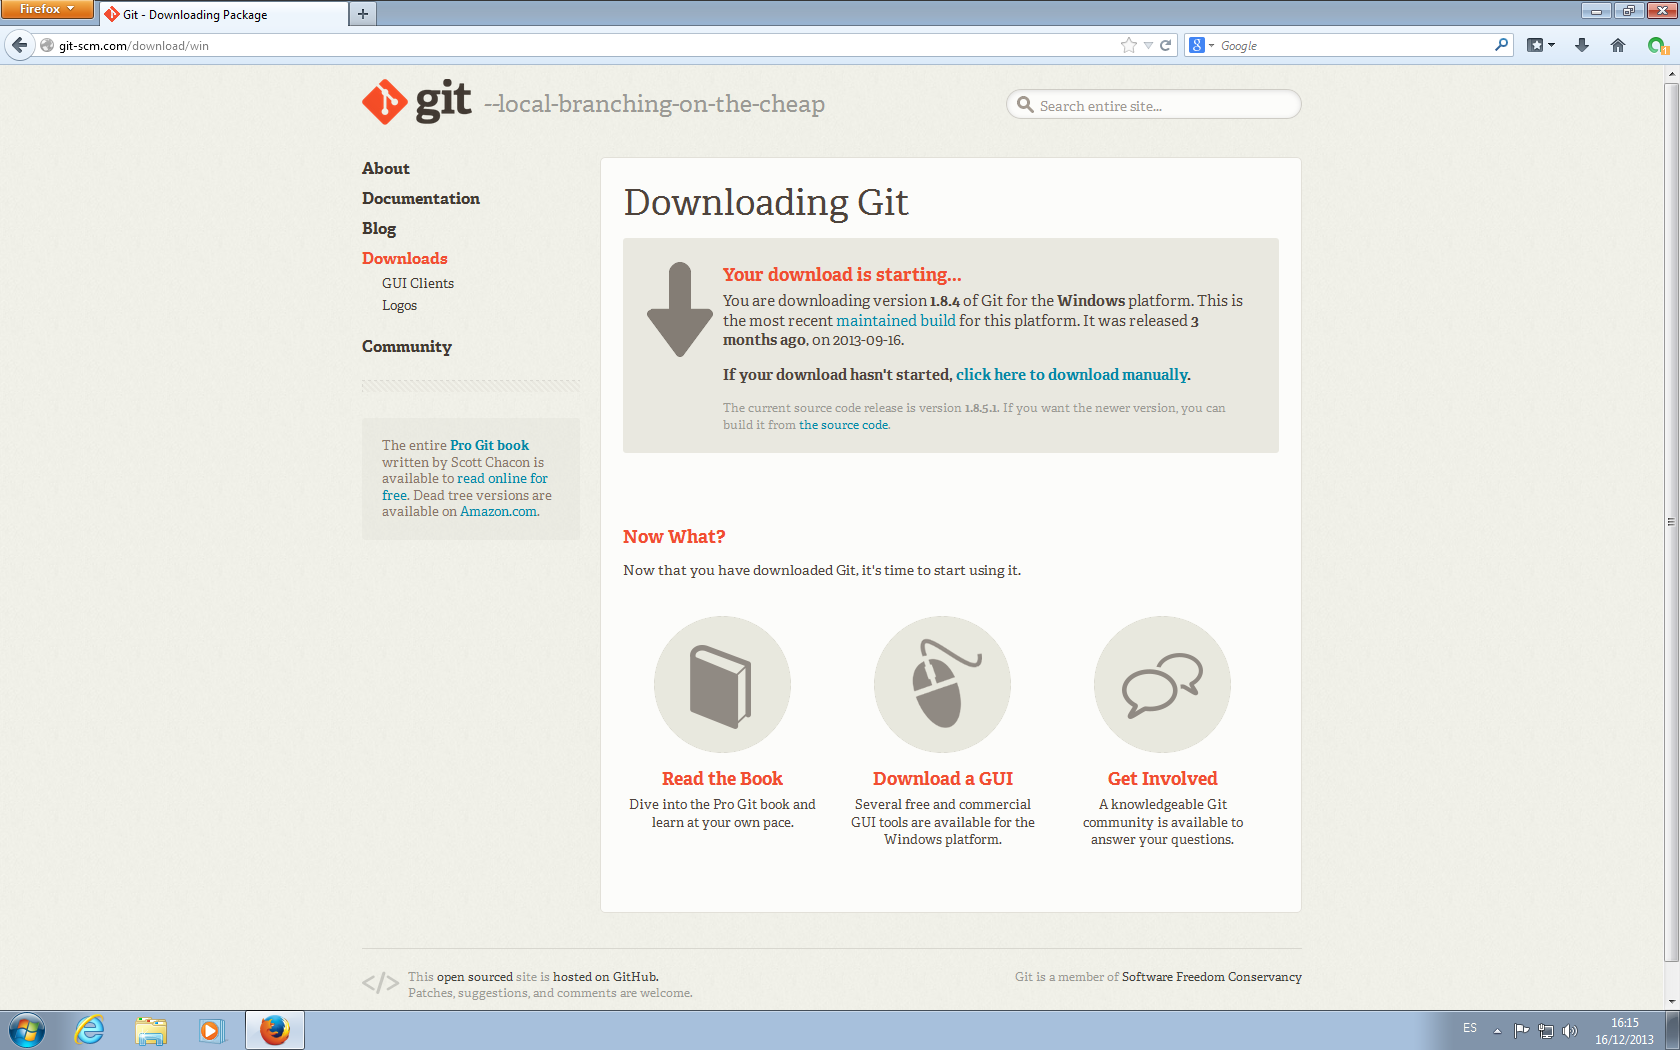 Firefox
Git - Downloading Package
git-scm.com/download/win
Google
git --local-branching-on-the-cheap
Search entire site...
About
Documentation
Blog
Downloads
GUI Clients
Logos
Community
The entire Pro Git book
written by Scott Chacon is
available to read online for
free. Dead tree versions are
available on Amazon.com.
Downloading Git
Your download is starting...
You are downloading version 1.8.4 of Git for the Windows platform. This is
the most recent maintained build for this platform. It was released 3
months ago, on 2013-09-16.
If your download hasn't started, click here to download manually.
The current source code release is version 1.8.5.1. If you want the newer version, you can
build it from the source code.
Now What?
Now that you have downloaded Git, it's time to start using it.
Read the Book
Dive into the Pro Git book and
learn at your own pace.
Download a GUI
Several free and commercial
GUI tools are available for the
Windows platform.
Get Involved
A knowledgeable Git
community is available to
answer your questions.
</> This open sourced site is hosted on GitHub.
Patches, suggestions, and comments are welcome.
Git is a member of Software Freedom Conservancy
ES
16:15
16/12/2013